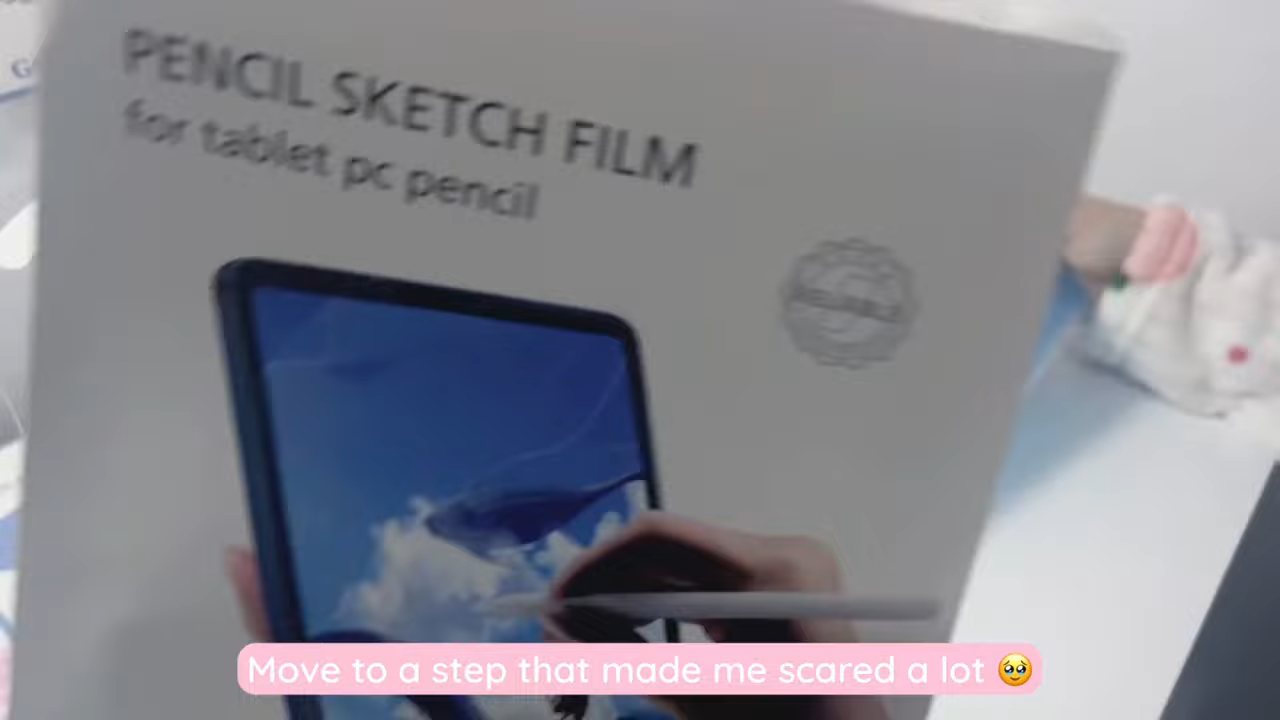 PENCIL SKETCH FILM
for tablet pc pencil
G
Move to a step that made me scared a lot 🥹